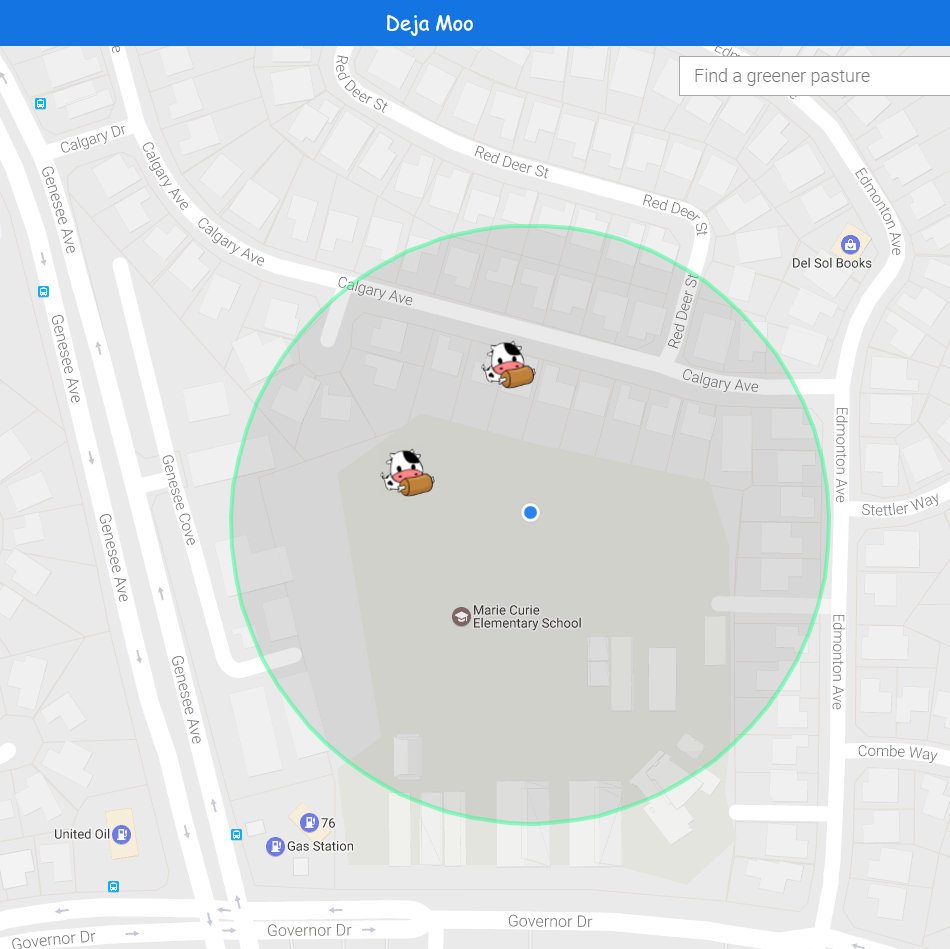 Deja Moo
Find a greener pasture
Red Deer St
Calgary Dr
Calgary Ave
Red Deer St
Edmonton Ave
Genesee Ave
Red Deer St
Calgary Ave
Del Sol Books
Calgary Ave
Red Deer St
Genesee Ave
Calgary Ave
Edmonton Ave
Genesee Cove
Stettler Way
Genesee Ave
Marie Curie
Elementary School
Edmonton Ave
Genesee Ave
Combe Way
76
United Oil
Gas Station
Governor Dr
Governor Dr
Governor Dr